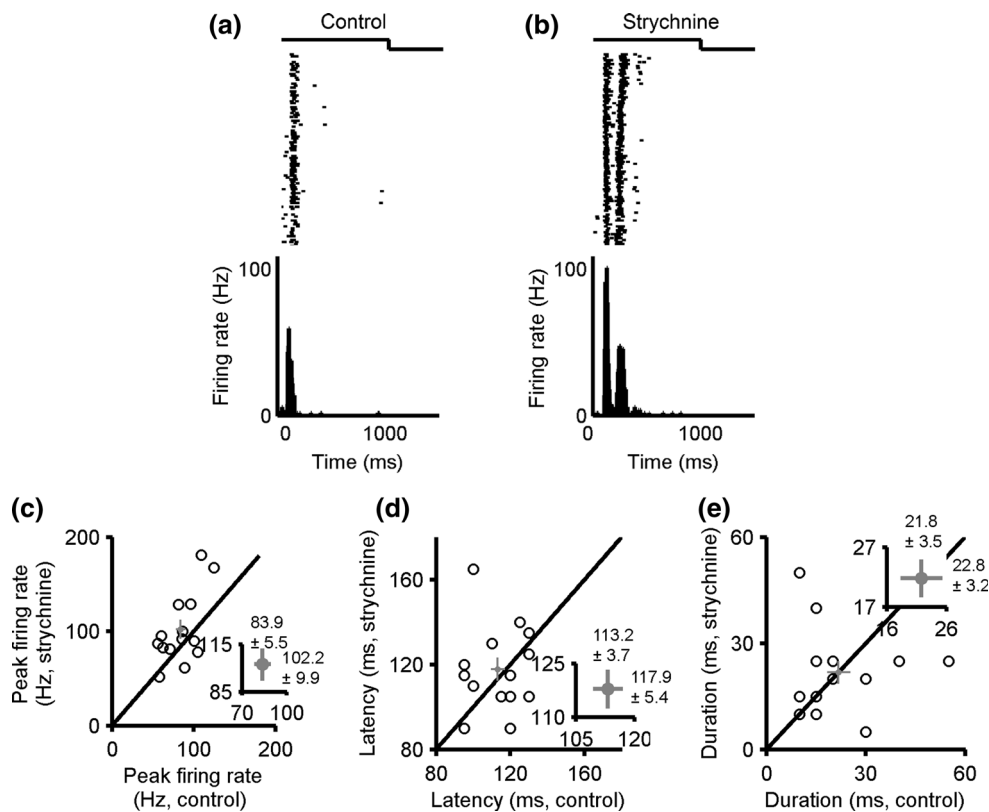 (a)
Control
(b)
Strychnine
100
0
Firing rate (Hz)
0
1000
Time (ms)
100
0
Firing rate (Hz)
0
1000
Time (ms)
(c)
200
100
0
Peak firing rate
(Hz, strychnine)
0
100
200
Peak firing rate
(Hz, control)
115
85
70
100
83.9
± 5.5
102.2
± 9.9
(d)
160
120
80
Latency (ms, strychnine)
80
120
160
Latency (ms, control)
125
110
105
120
113.2
± 3.7
117.9
± 5.4
(e)
60
30
0
Duration (ms, strychnine)
0
30
60
Duration (ms, control)
27
17
16
26
21.8
± 3.5
22.8
± 3.2